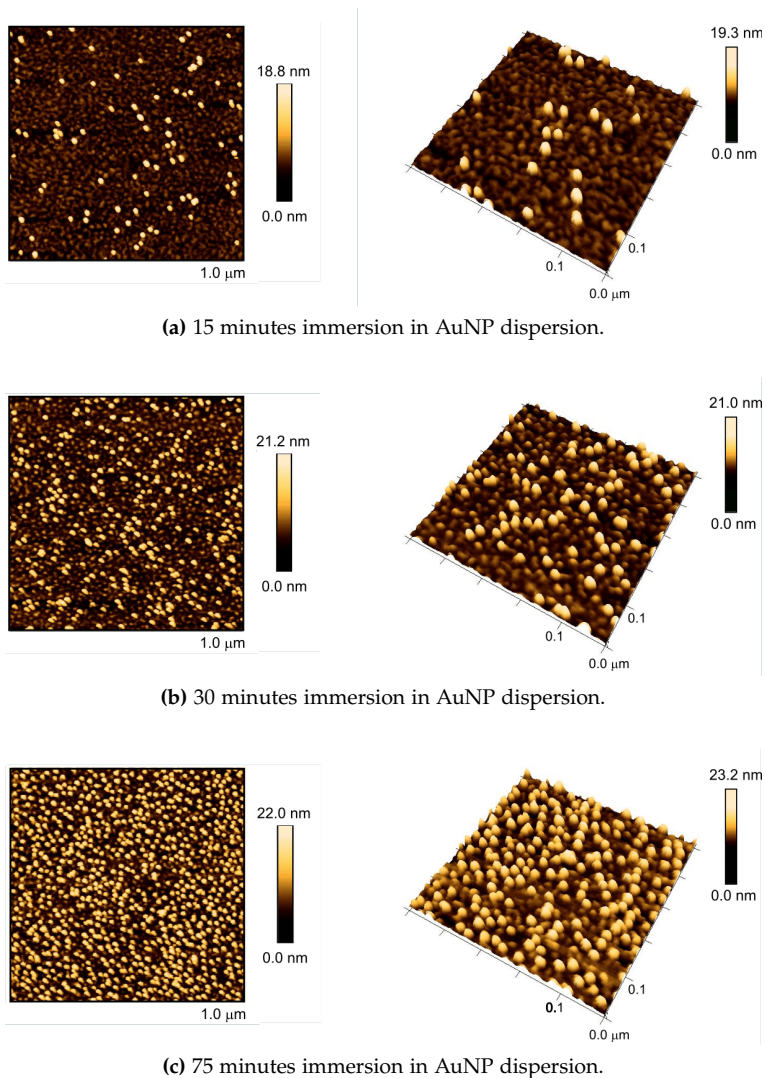 18.8 nm
0.0 nm
1.0 μm
19.3 nm
0.0 nm
0.1
0.1
0.0 μm
(a) 15 minutes immersion in AuNP dispersion.
21.2 nm
0.0 nm
1.0 μm
21.0 nm
0.0 nm
0.1
0.1
0.0 μm
(b) 30 minutes immersion in AuNP dispersion.
22.0 nm
0.0 nm
1.0 μm
23.2 nm
0.0 nm
0.1
0.1
0.0 μm
(c) 75 minutes immersion in AuNP dispersion.